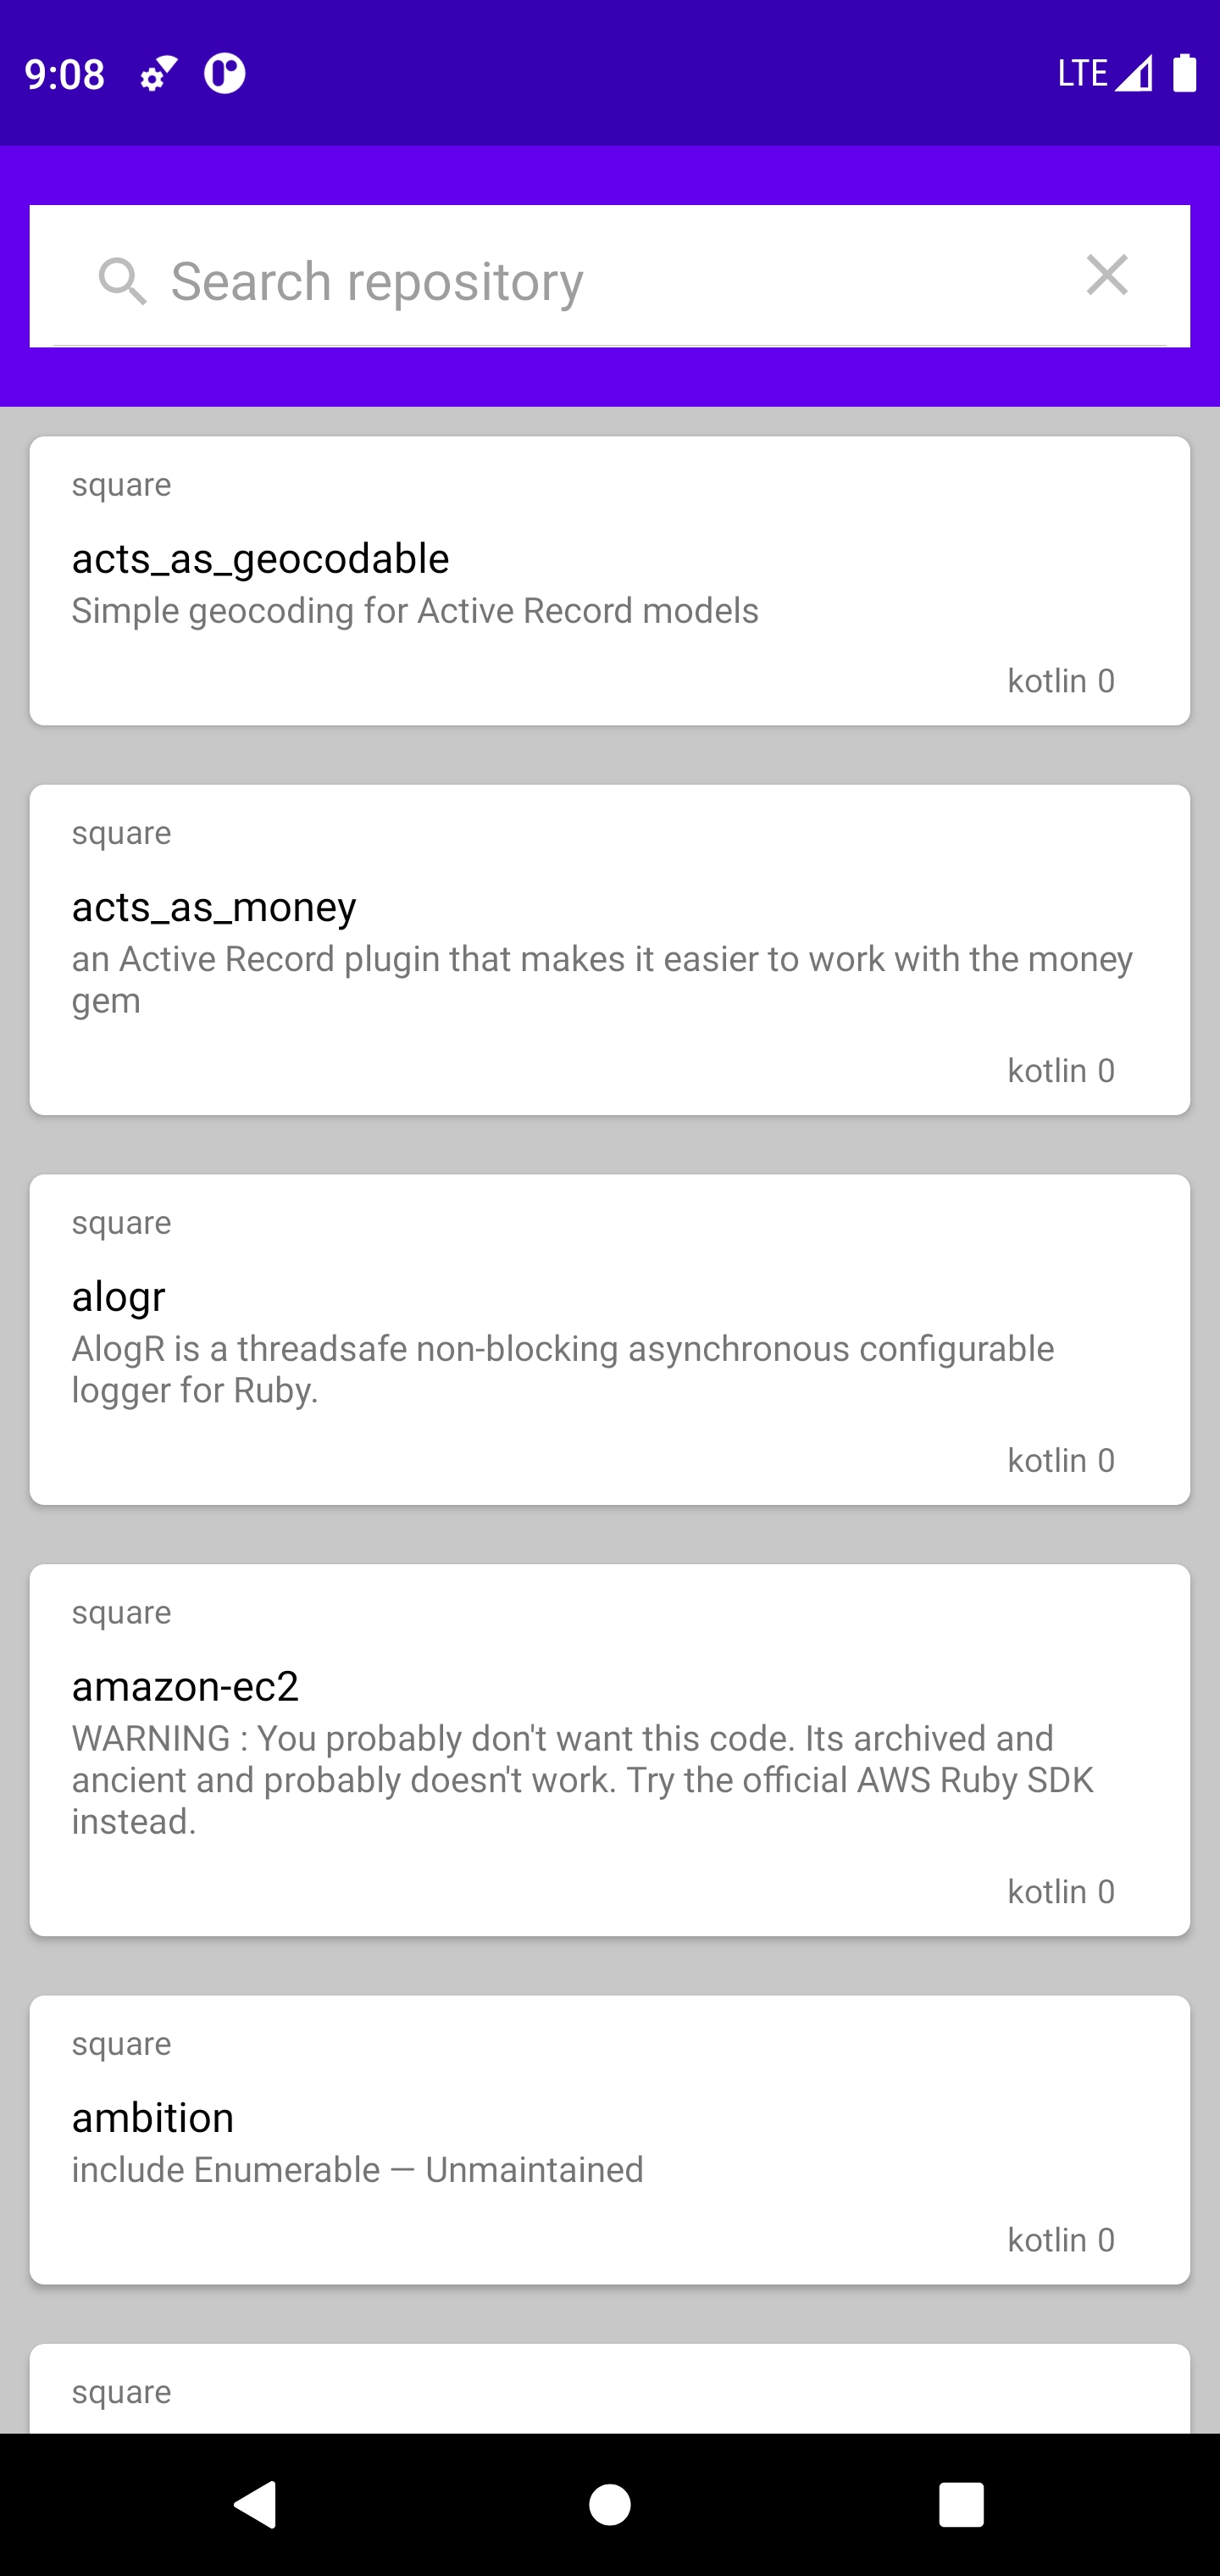 9:08 LTE
Search repository
square
acts_as_geocodable
Simple geocoding for Active Record models
kotlin 0
square
acts_as_money
an Active Record plugin that makes it easier to work with the money
gem
kotlin 0
square
alogr
AlogR is a threadsafe non-blocking asynchronous configurable
logger for Ruby.
kotlin 0
square
amazon-ec2
WARNING : You probably don't want this code. Its archived and
ancient and probably doesn't work. Try the official AWS Ruby SDK
instead.
kotlin 0
square
ambition
include Enumerable — Unmaintained
kotlin 0
square